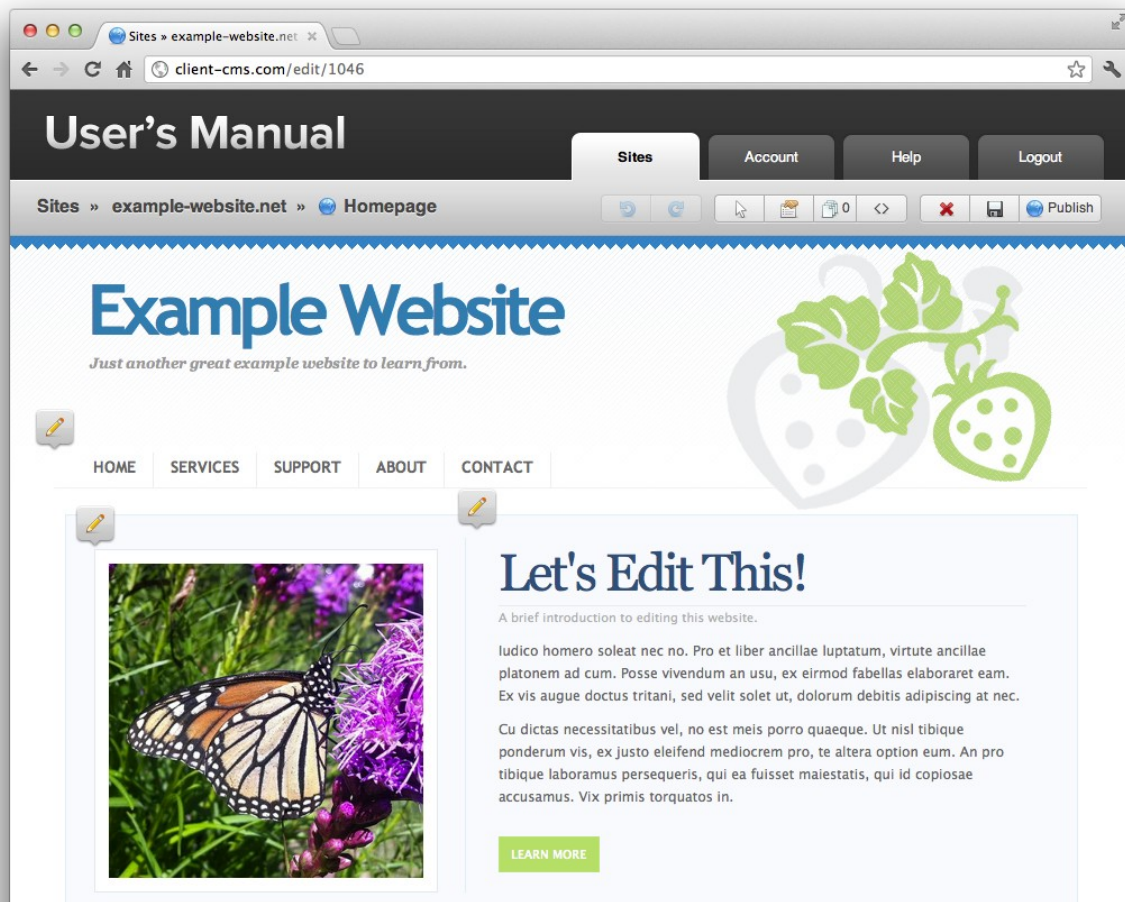 Sites » example-website.net
client-cms.com/edit/1046
User's Manual
Sites
Account
Help
Logout
Sites » example-website.net » Homepage
0
Publish
Example Website
Just another great example website to learn from.
HOME
SERVICES
SUPPORT
ABOUT
CONTACT
Let's Edit This!
A brief introduction to editing this website.
Iudico homero soleat nec no. Pro et liber ancillae luptatum, virtute ancillae
platonem ad cum. Posse vivendum an usu, ex eirmod fabellas elaboraret eam.
Ex vis augue doctus tritani, sed velit solet ut, dolorum debitis adipiscing at nec.
Cu dictas necessitatibus vel, no est meis porro quaeque. Ut nisl tibique
ponderum vis, ex justo eleifend mediocrem pro, te altera option eum. An pro
tibique laboramus persequeris, qui ea fuisset maiestatis, qui id copiosae
accusamus. Vix primis torquatos in.
LEARN MORE